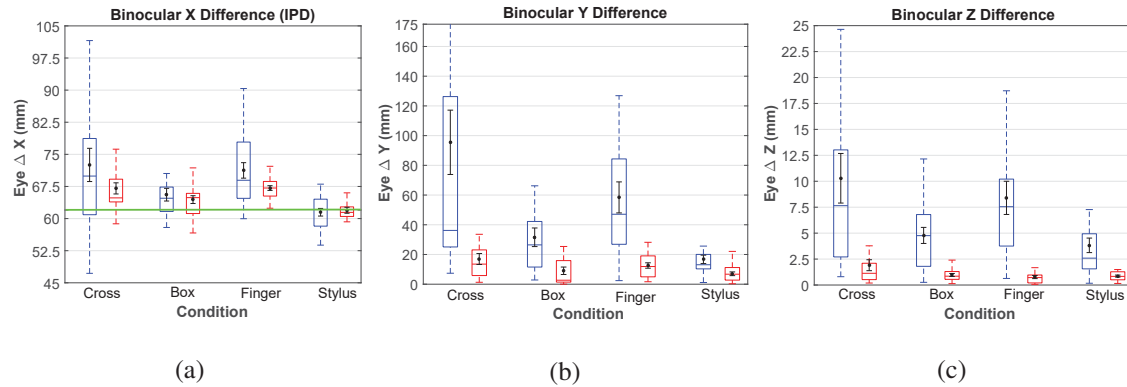 Binocular X Difference (IPD)
105
97.5
90
82.5
75
67.5
60
52.5
45
Eye △ X (mm)
Cross Box Finger Stylus
Condition
(a)
Binocular Y Difference
175
160
140
120
100
80
60
40
20
0
Eye △ Y (mm)
Cross Box Finger Stylus
Condition
(b)
Binocular Z Difference
25
22.5
20
17.5
15
12.5
10
7.5
5
2.5
0
Eye △ Z (mm)
Cross Box Finger Stylus
Condition
(c)